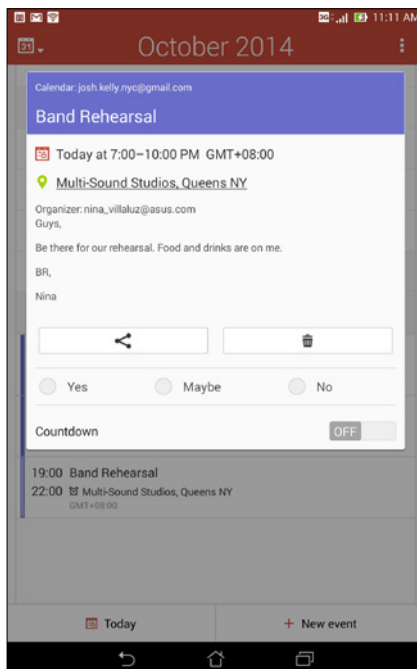 3G 11:11 AM
31
October 2014
Calendar: josh.kelly.nyc@gmail.com
Band Rehearsal
Today at 7:00–10:00 PM GMT+08:00
Multi-Sound Studios, Queens NY
Organizer: nina_villaluz@asus.com
Guys,
Be there for our rehearsal. Food and drinks are on me.
BR,
Nina
Yes Maybe No
Countdown OFF
19:00 Band Rehearsal
22:00 Multi-Sound Studios, Queens NY
GMT+08:00
Today + New event